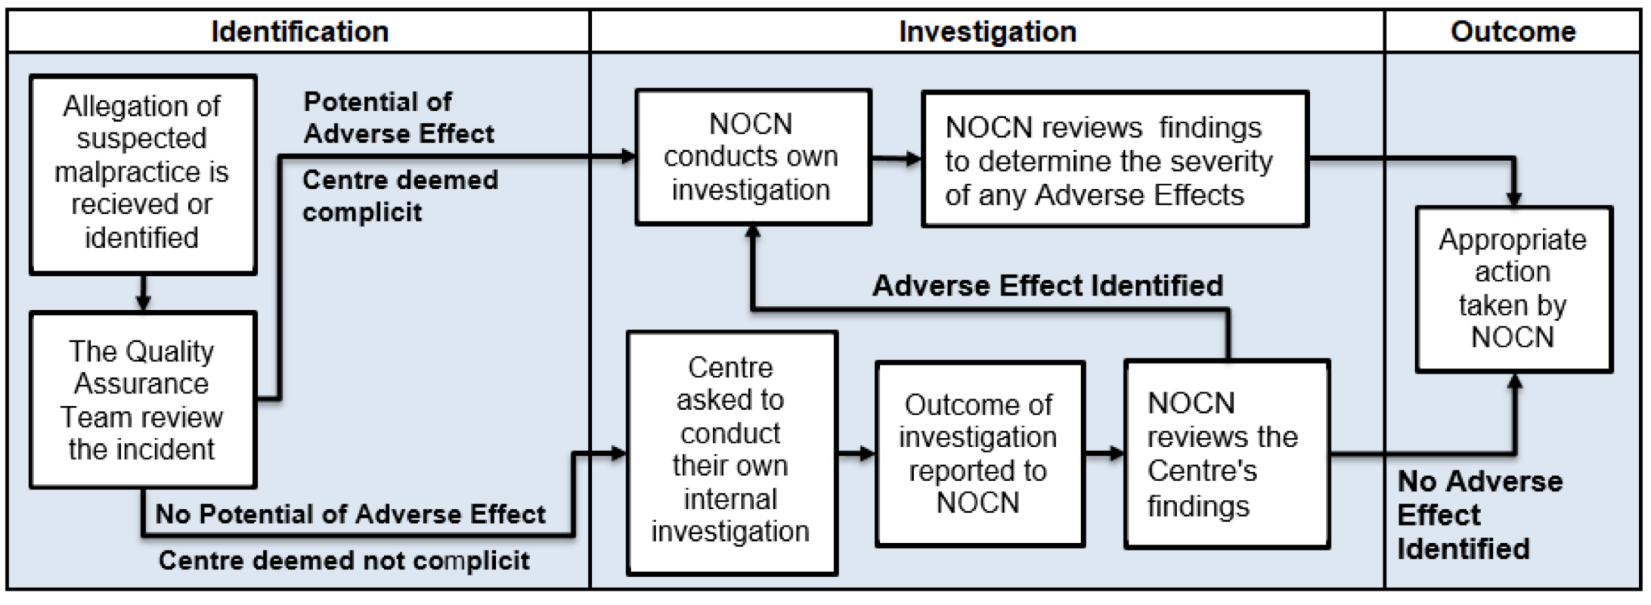 Identification
Investigation
Outcome
Allegation of
suspected
malpractice is
recieved or
identified
The Quality
Assurance
Team review
the incident
Potential of
Adverse Effect
Centre deemed
complicit
No Potential of Adverse Effect
Centre deemed not complicit
NOCN
conducts own
investigation
NOCN reviews findings
to determine the severity
of any Adverse Effects
Adverse Effect Identified
Centre
asked to
conduct
their own
internal
investigation
Outcome of
investigation
reported to
NOCN
NOCN
reviews the
Centre's
findings
Appropriate
action
taken by
NOCN
No Adverse
Effect
Identified